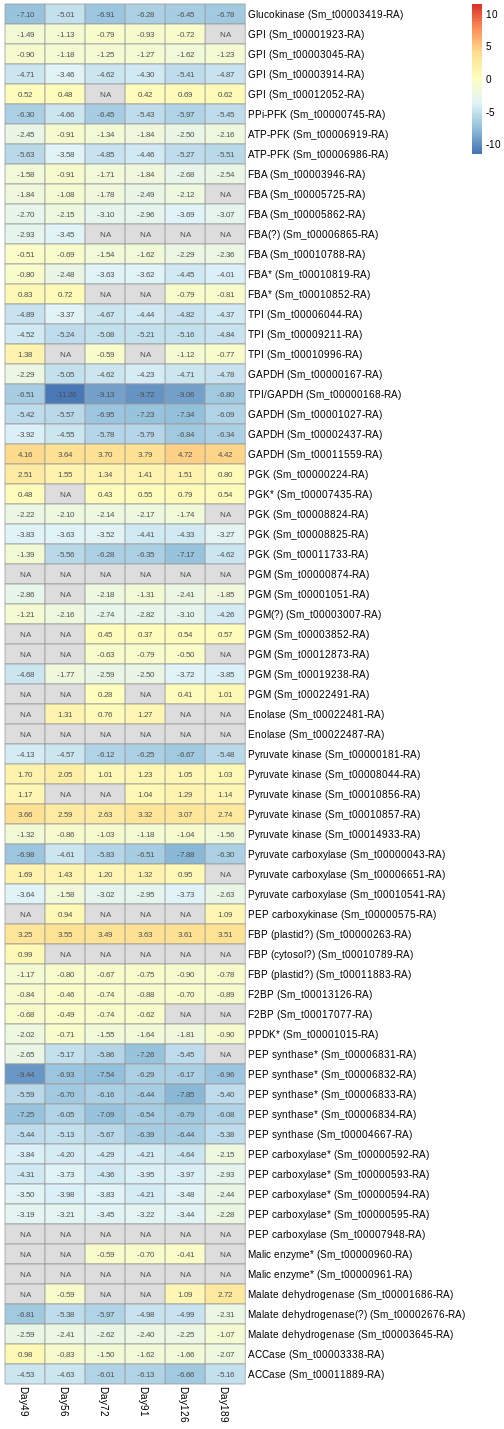 -7.10 -5.01 -6.91 -6.28 -6.45 -6.78 Glucokinase (Sm_t00003419-RA)
-1.49 -1.13 -0.79 -0.93 -0.72 NA GPI (Sm_t00001923-RA)
-0.90 -1.18 -1.25 -1.27 -1.62 -1.23 GPI (Sm_t00003045-RA)
-4.71 -3.46 -4.62 -4.30 -5.41 -4.87 GPI (Sm_t00003914-RA)
0.52 0.48 NA 0.42 0.69 0.62 GPI (Sm_t00012052-RA)
-6.30 -4.66 -6.45 -5.43 -5.97 -5.45 PPi-PFK (Sm_t00000745-RA)
-2.45 -0.91 -1.34 -1.84 -2.50 -2.16 ATP-PFK (Sm_t00006919-RA)
-5.63 -3.58 -4.85 -4.46 -5.27 -5.51 ATP-PFK (Sm_t00006986-RA)
-1.58 -0.91 -1.71 -1.84 -2.68 -2.54 FBA (Sm_t00003946-RA)
-1.84 -1.08 -1.78 -2.49 -2.12 NA FBA (Sm_t00005725-RA)
-2.70 -2.15 -3.10 -2.96 -3.69 -3.07 FBA (Sm_t00005862-RA)
-2.93 -3.45 NA NA NA NA FBA(?) (Sm_t00006865-RA)
-0.51 -0.69 -1.54 -1.62 -2.29 -2.36 FBA (Sm_t00010788-RA)
-0.80 -2.48 -3.63 -3.62 -4.45 -4.01 FBA* (Sm_t00010819-RA)
0.83 0.72 NA NA -0.79 -0.81 FBA* (Sm_t00010852-RA)
-4.89 -3.37 -4.67 -4.44 -4.82 -4.37 TPI (Sm_t00006044-RA)
-4.52 -5.24 -5.08 -5.21 -5.16 -4.84 TPI (Sm_t00009211-RA)
1.38 NA -0.59 NA -1.12 -0.77 TPI (Sm_t00010996-RA)
-2.29 -5.05 -4.62 -4.23 -4.71 -4.78 GAPDH (Sm_t00000167-RA)
-6.51 -11.26 -9.13 -9.72 -9.06 -6.80 TPI/GAPDH (Sm_t00000168-RA)
-5.42 -5.57 -6.95 -7.23 -7.34 -6.09 GAPDH (Sm_t00001027-RA)
-3.92 -4.55 -5.78 -5.79 -6.84 -6.34 GAPDH (Sm_t00002437-RA)
4.16 3.64 3.70 3.79 4.72 4.42 GAPDH (Sm_t00011559-RA)
2.51 1.55 1.34 1.41 1.51 0.80 PGK (Sm_t00000224-RA)
0.48 NA 0.43 0.55 0.79 0.54 PGK* (Sm_t00007435-RA)
-2.22 -2.10 -2.14 -2.17 -1.74 NA PGK (Sm_t00008824-RA)
-3.83 -3.63 -3.52 -4.41 -4.33 -3.27 PGK (Sm_t00008825-RA)
-1.39 -5.56 -6.28 -6.35 -7.17 -4.62 PGK (Sm_t00011733-RA)
NA NA NA NA NA NA PGM (Sm_t00000874-RA)
-2.86 NA -2.18 -1.31 -2.41 -1.85 PGM (Sm_t00001051-RA)
-1.21 -2.16 -2.74 -2.82 -3.10 -4.26 PGM(?) (Sm_t00003007-RA)
NA NA 0.45 0.37 0.54 0.57 PGM (Sm_t00003852-RA)
NA NA -0.63 -0.79 -0.50 NA PGM (Sm_t00012873-RA)
-4.68 -1.77 -2.59 -2.50 -3.72 -3.85 PGM (Sm_t00019238-RA)
NA NA 0.28 NA 0.41 1.01 PGM (Sm_t00022491-RA)
NA 1.31 0.76 1.27 NA NA Enolase (Sm_t00022481-RA)
NA NA NA NA NA NA Enolase (Sm_t00022487-RA)
-4.13 -4.57 -6.12 -6.25 -6.67 -5.48 Pyruvate kinase (Sm_t00000181-RA)
1.70 2.05 1.01 1.23 1.05 1.03 Pyruvate kinase (Sm_t00008044-RA)
1.17 NA NA 1.04 1.29 1.14 Pyruvate kinase (Sm_t00010856-RA)
3.66 2.59 2.63 3.32 3.07 2.74 Pyruvate kinase (Sm_t00010857-RA)
-1.32 -0.86 -1.03 -1.18 -1.04 -1.56 Pyruvate kinase (Sm_t00014933-RA)
-6.98 -4.61 -5.83 -6.51 -7.88 -6.30 Pyruvate carboxylase (Sm_t00000043-RA)
1.69 1.43 1.20 1.32 0.95 NA Pyruvate carboxylase (Sm_t00006651-RA)
-3.64 -1.58 -3.02 -2.95 -3.73 -2.63 Pyruvate carboxylase (Sm_t00010541-RA)
NA 0.94 NA NA NA 1.09 PEP carboxykinase (Sm_t00000575-RA)
3.25 3.55 3.49 3.63 3.61 3.51 FBP (plastid?) (Sm_t00000263-RA)
0.99 NA NA NA NA NA FBP (cytosol?) (Sm_t00010789-RA)
-1.17 -0.80 -0.67 -0.75 -0.90 -0.78 FBP (plastid?) (Sm_t00011883-RA)
-0.84 -0.46 -0.74 -0.88 -0.70 -0.89 F2BP (Sm_t00013126-RA)
-0.68 -0.49 -0.74 -0.62 NA NA F2BP (Sm_t00017077-RA)
-2.02 -0.71 -1.55 -1.64 -1.81 -0.90 PPDK* (Sm_t00001015-RA)
-2.65 -5.17 -5.86 -7.26 -5.45 NA PEP synthase* (Sm_t00006831-RA)
-9.44 -6.93 -7.54 -6.29 -6.17 -6.96 PEP synthase* (Sm_t00006832-RA)
-5.59 -6.70 -6.16 -6.44 -7.85 -5.40 PEP synthase* (Sm_t00006833-RA)
-7.25 -6.05 -7.09 -6.54 -6.79 -6.08 PEP synthase* (Sm_t00006834-RA)
-5.44 -5.13 -5.67 -6.39 -6.44 -5.38 PEP synthase (Sm_t00004667-RA)
-3.84 -4.20 -4.29 -4.21 -4.64 -2.15 PEP carboxylase* (Sm_t00000592-RA)
-4.31 -3.73 -4.36 -3.95 -3.97 -2.93 PEP carboxylase* (Sm_t00000593-RA)
-3.50 -3.98 -3.83 -4.21 -3.48 -2.44 PEP carboxylase* (Sm_t00000594-RA)
-3.19 -3.21 -3.45 -3.22 -3.44 -2.28 PEP carboxylase* (Sm_t00000595-RA)
NA NA NA NA NA NA PEP carboxylase (Sm_t00007948-RA)
NA NA -0.59 -0.70 -0.41 NA Malic enzyme* (Sm_t00000960-RA)
NA NA NA NA NA NA Malic enzyme* (Sm_t00000961-RA)
NA -0.59 NA NA 1.09 2.72 Malate dehydrogenase (Sm_t00001686-RA)
-6.81 -5.38 -5.97 -4.98 -4.99 -2.31 Malate dehydrogenase(?) (Sm_t00002676-RA)
-2.59 -2.41 -2.62 -2.40 -2.25 -1.07 Malate dehydrogenase (Sm_t00003645-RA)
0.98 -0.83 -1.50 -1.62 -1.66 -2.07 ACCase (Sm_t00003338-RA)
-4.53 -4.63 -6.01 -6.13 -6.66 -5.16 ACCase (Sm_t00011889-RA)
Day49 Day56 Day72 Day91 Day126 Day189
10
5
0
-5
-10